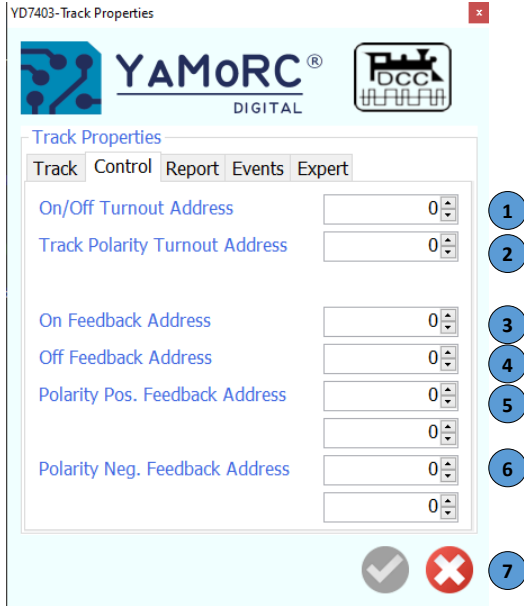 YD7403-Track Properties
x
YAMORC®
DIGITAL
DCC
Track Properties
Track Control Report Events Expert
On/Off Turnout Address 0 1
Track Polarity Turnout Address 0 2
On Feedback Address 0 3
Off Feedback Address 0 4
Polarity Pos. Feedback Address 0 5
0
Polarity Neg. Feedback Address 0 6
0
7